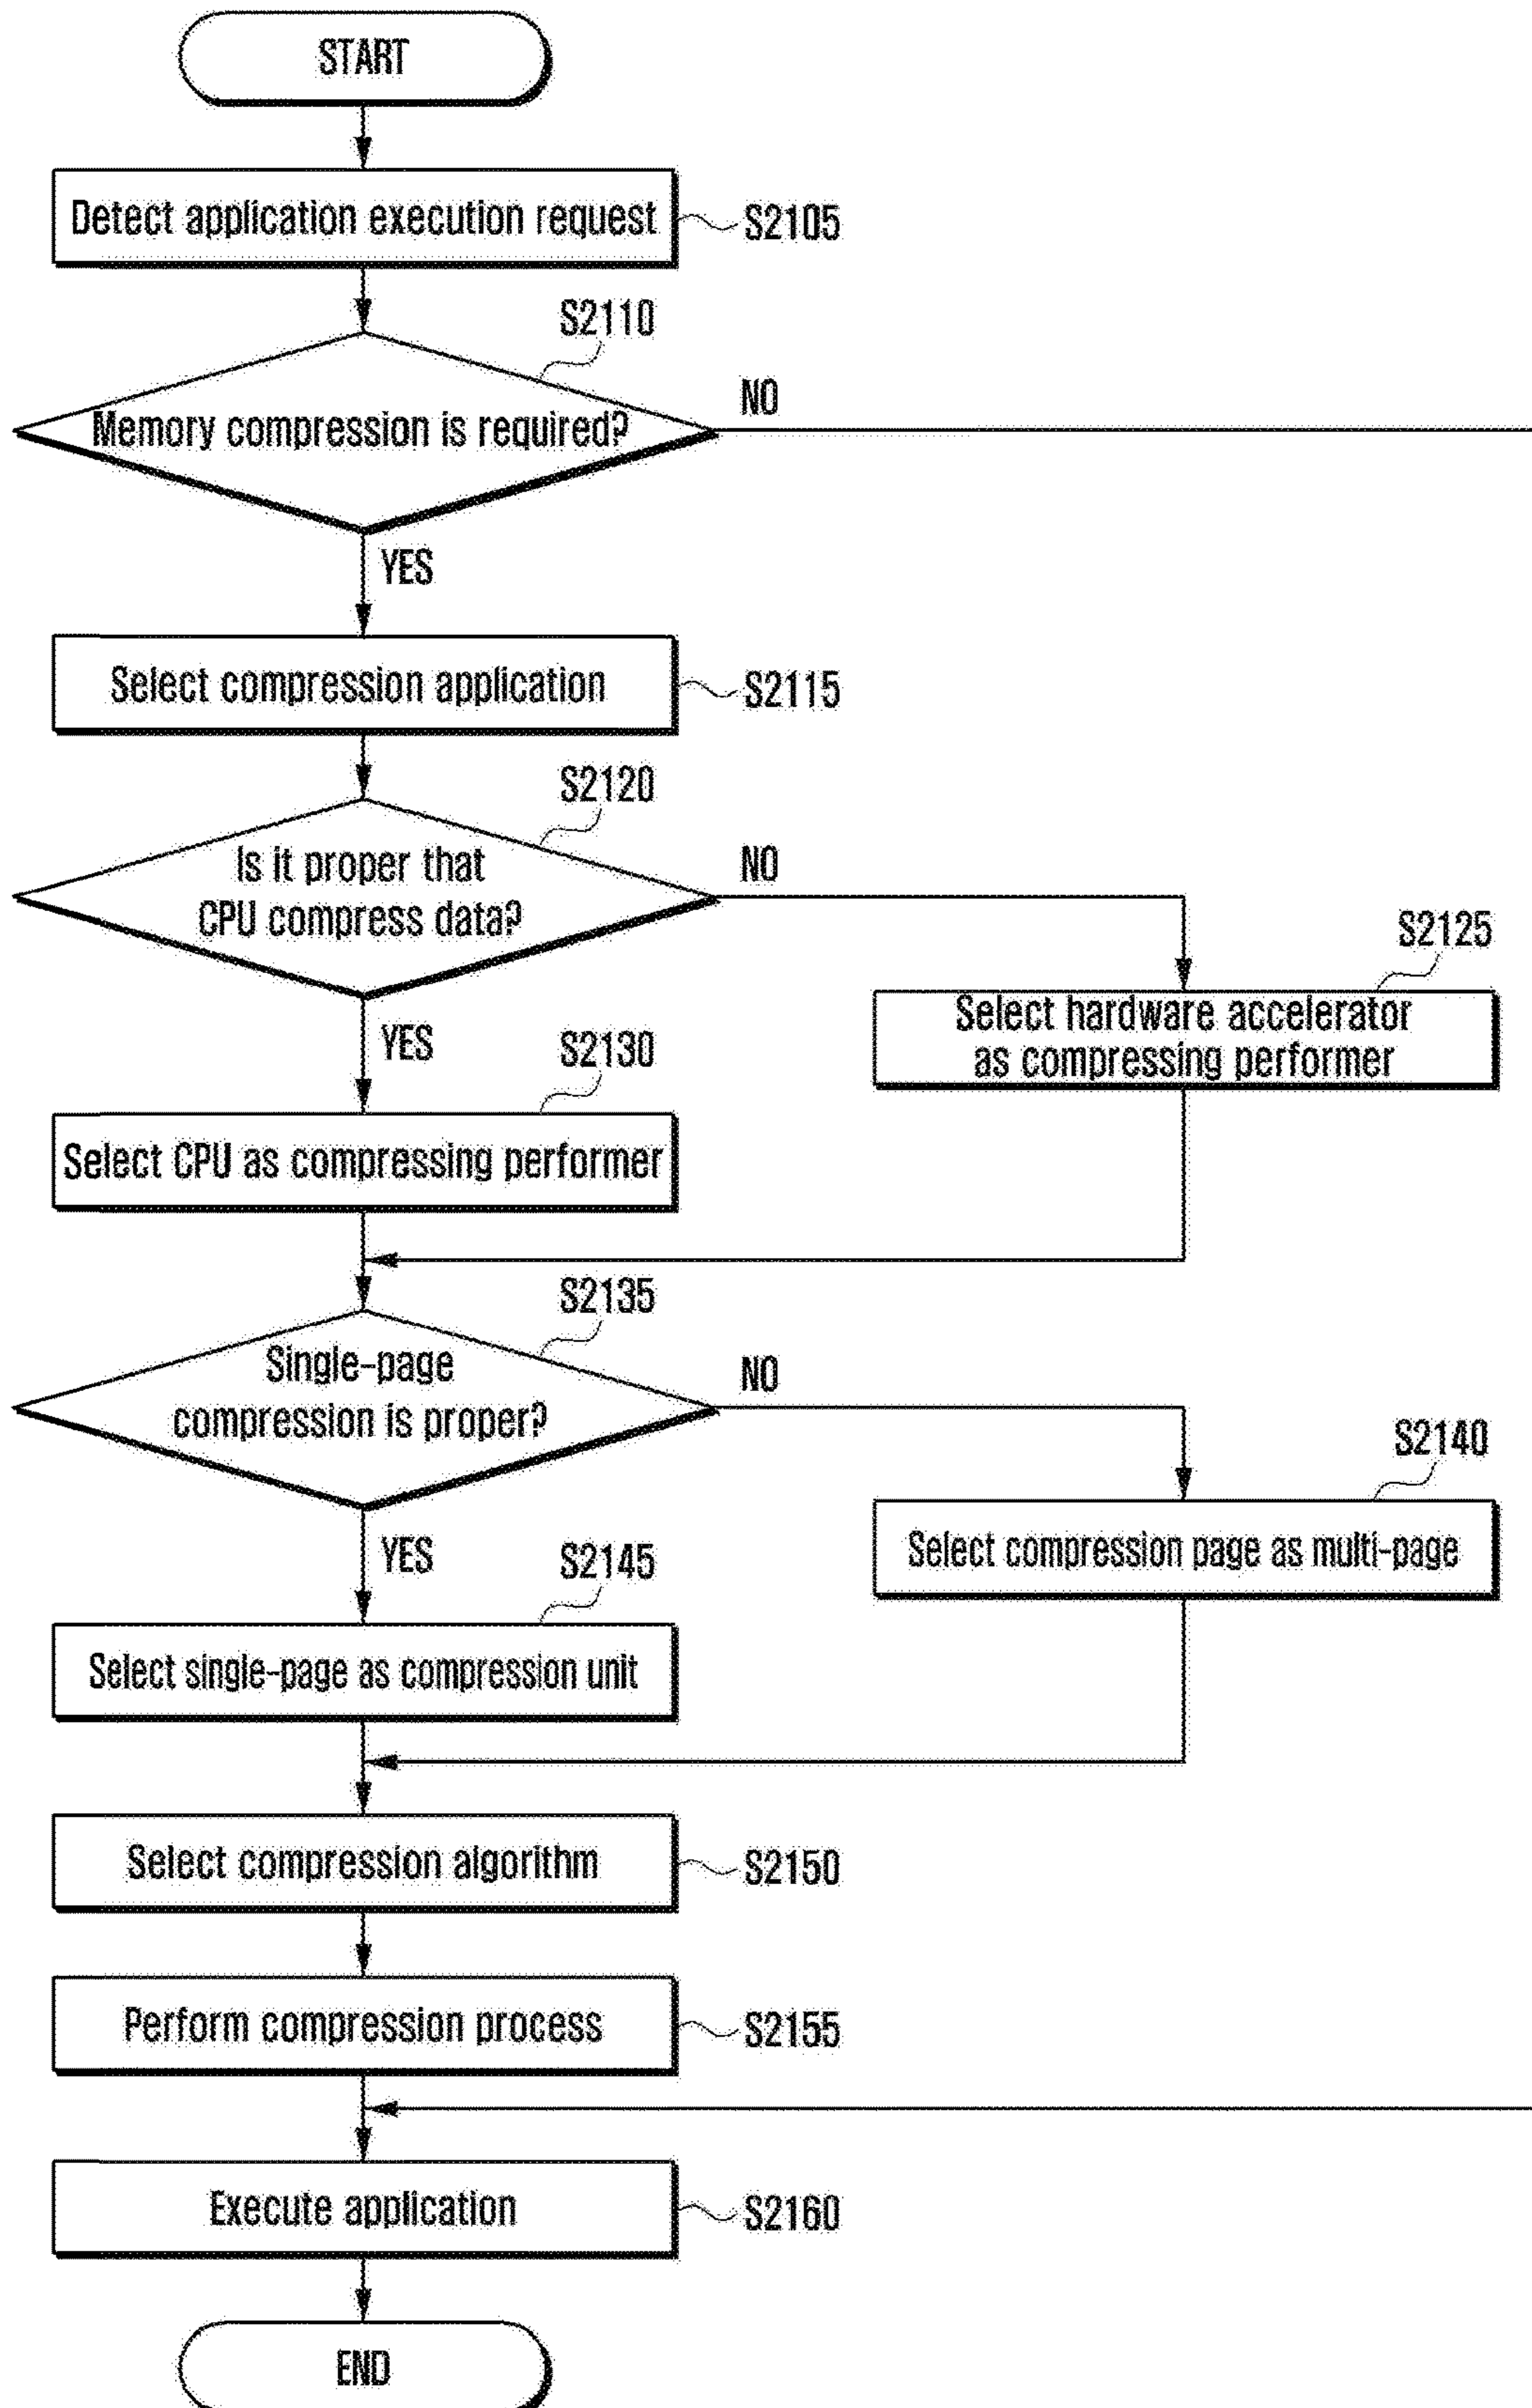 START
Detect application execution request
S2105
S2110
Memory compression is required?
NO
YES
Select compression application
S2115
S2120
Is it proper that
CPU compress data?
NO
S2125
Select hardware accelerator
as compressing performer
YES
S2130
Select CPU as compressing performer
S2135
Single-page
compression is proper?
NO
S2140
Select compression page as multi-page
YES
S2145
Select single-page as compression unit
Select compression algorithm
S2150
Perform compression process
S2155
Execute application
S2160
END